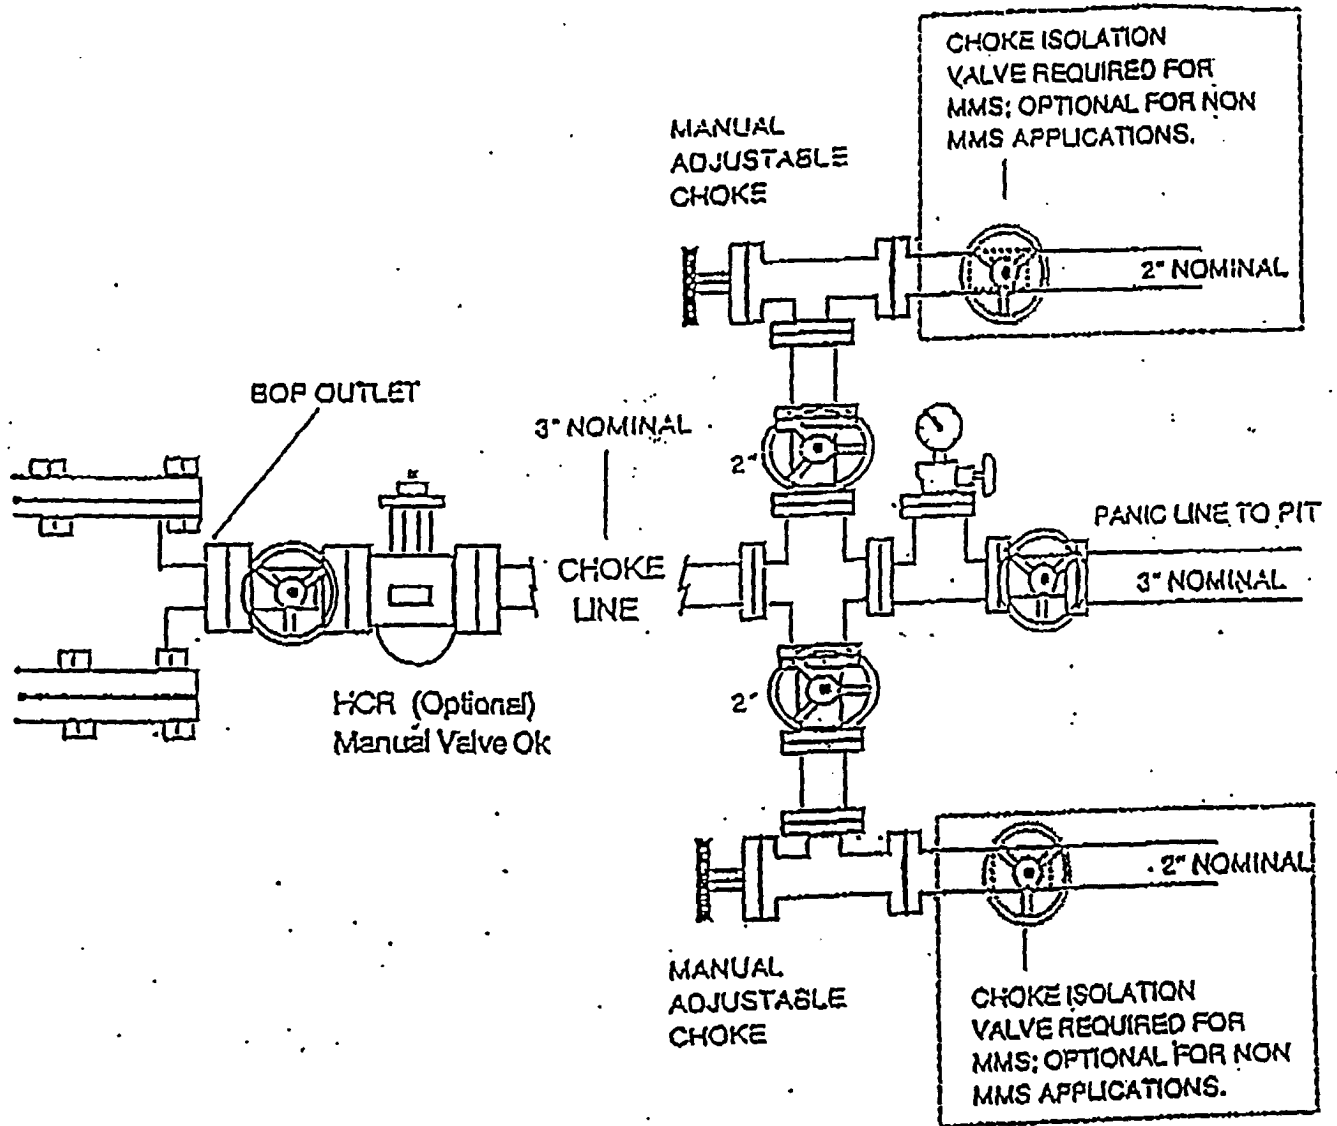 CHOKE ISOLATION
VALVE REQUIRED FOR
MMS; OPTIONAL FOR NON
MMS APPLICATIONS.
MANUAL
ADJUSTABLE
CHOKE
2" NOMINAL
BOP OUTLET
3" NOMINAL
2"
PANIC LINE TO PIT
CHOKE
LINE
3" NOMINAL
2"
HCR (Optional)
Manual Valve Ok
2" NOMINAL
MANUAL
ADJUSTABLE
CHOKE
CHOKE ISOLATION
VALVE REQUIRED FOR
MMS; OPTIONAL FOR NON
MMS APPLICATIONS.